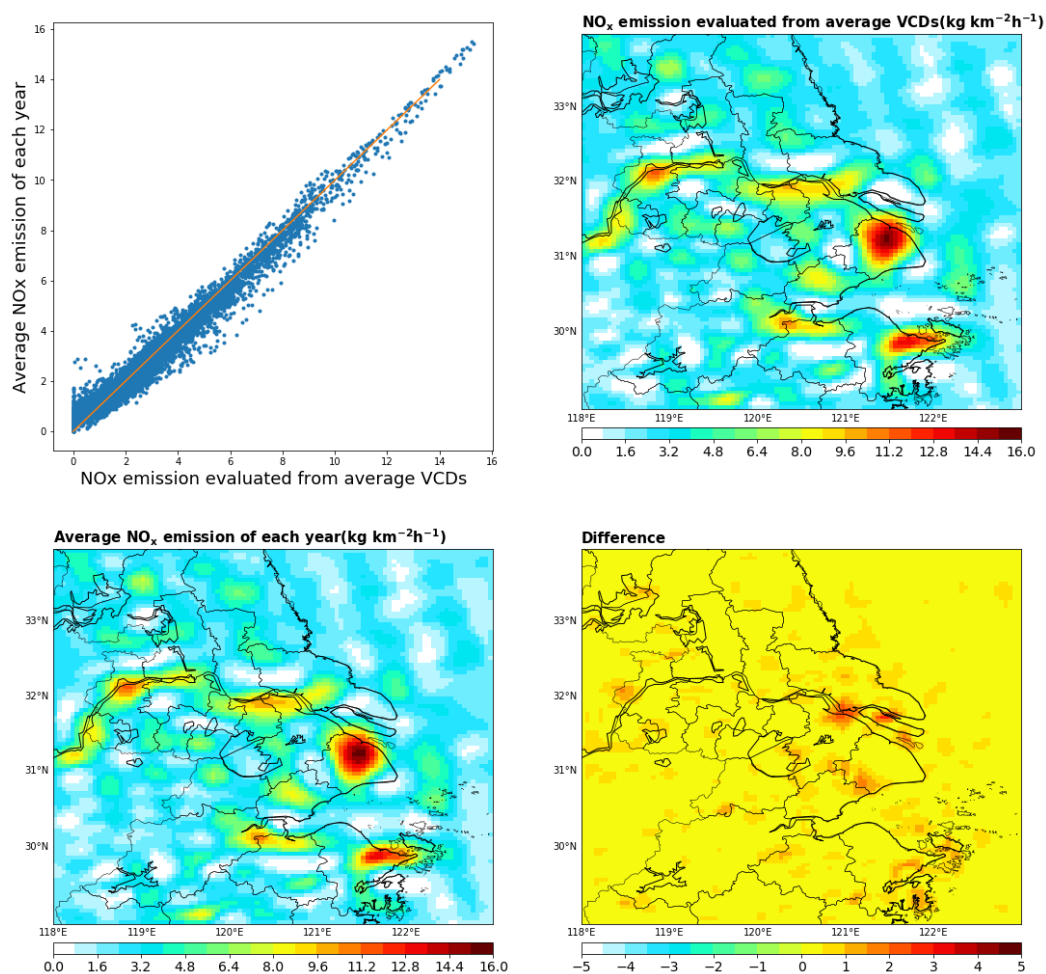 16
14
12
10
8
6
4
2
0
Average NOx emission of each year
0 2 4 6 8 10 12 14 16
NOx emission evaluated from average VCDs
NOₓ emission evaluated from average VCDs(kg km⁻²h⁻¹)
33°N
32°N
31°N
30°N
118°E 119°E 120°E 121°E 122°E
0.0 1.6 3.2 4.8 6.4 8.0 9.6 11.2 12.8 14.4 16.0
Average NOₓ emission of each year(kg km⁻²h⁻¹)
33°N
32°N
31°N
30°N
118°E 119°E 120°E 121°E 122°E
0.0 1.6 3.2 4.8 6.4 8.0 9.6 11.2 12.8 14.4 16.0
Difference
33°N
32°N
31°N
30°N
118°E 119°E 120°E 121°E 122°E
−5 −4 −3 −2 −1 0 1 2 3 4 5